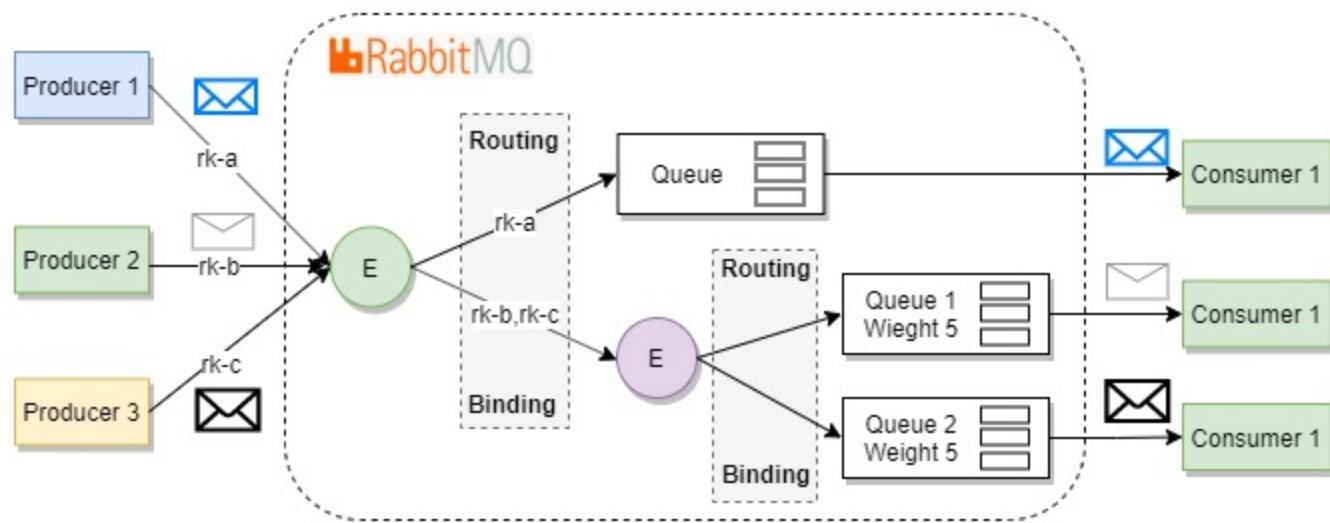 RabbitMQ
Producer 1
rk-a
Producer 2
rk-b
Producer 3
rk-c
E
Routing
rk-a
rk-b,rk-c
Binding
Queue
E
Routing
Binding
Queue 1
Wieght 5
Queue 2
Weight 5
Consumer 1
Consumer 1
Consumer 1